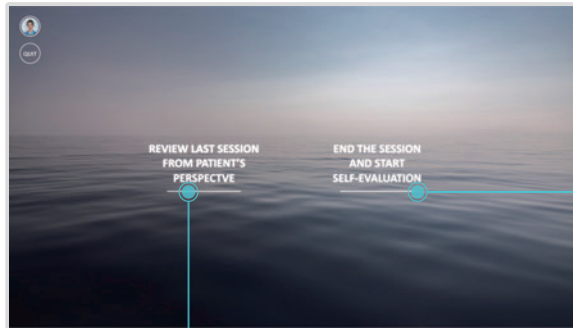 QUIT
REVIEW LAST SESSION
FROM PATIENT'S
PERSPECTVE
END THE SESSION
AND START
SELF-EVALUATION